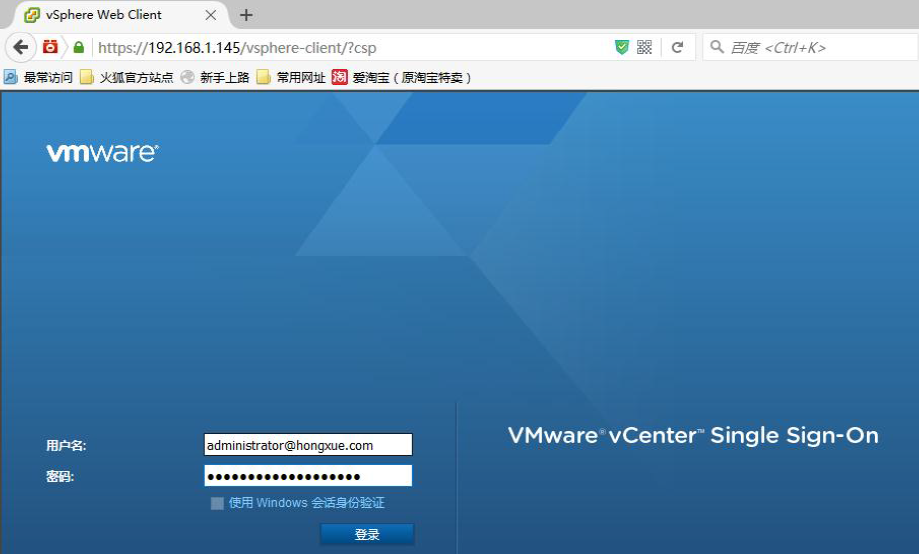 vSphere Web Client
https://192.168.1.145/vsphere-client/?csp
百度 <Ctrl+K>
最常访问 火狐官方站点 新手上路 常用网址 淘 爱淘宝（原淘宝特卖）
vmware®
用户名: administrator@hongxue.com
VMware® vCenter™ Single Sign-On
密码: •••••••••••••••••••
使用 Windows 会话身份验证
登录